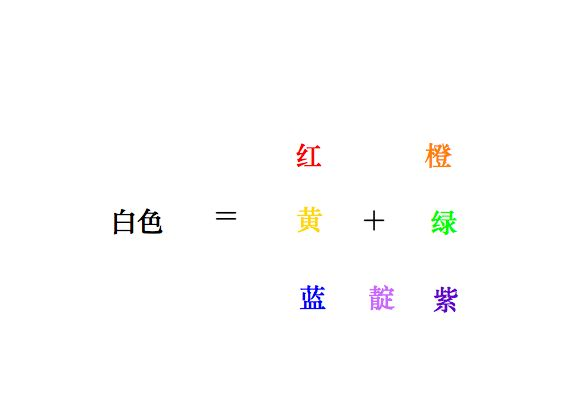 红 橙
白色 = 黄 + 绿
蓝 靛 紫